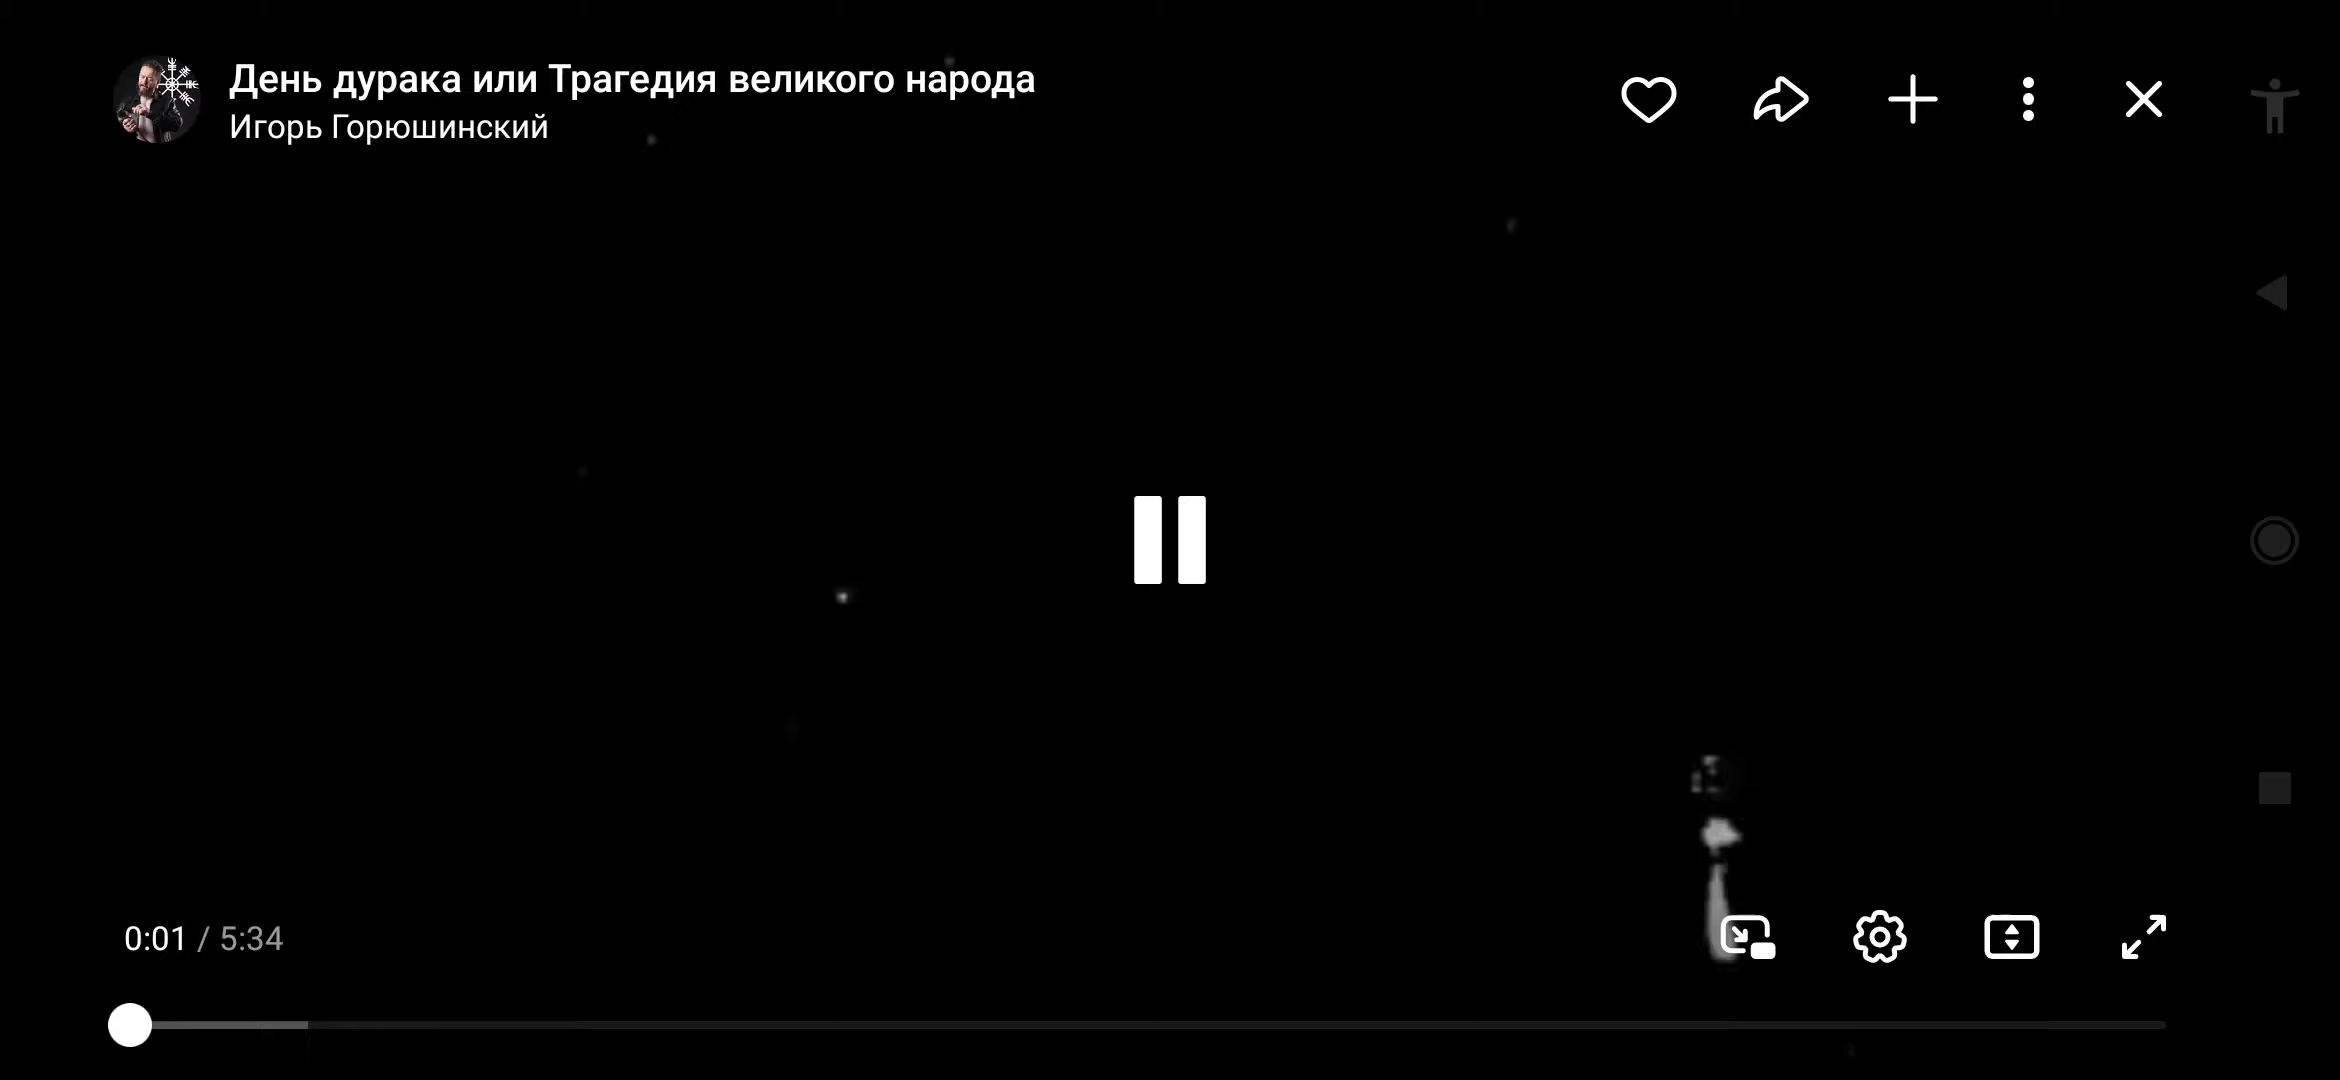 День дурака или Трагедия великого народа
Игорь Горюшинский
0:01 / 5:34